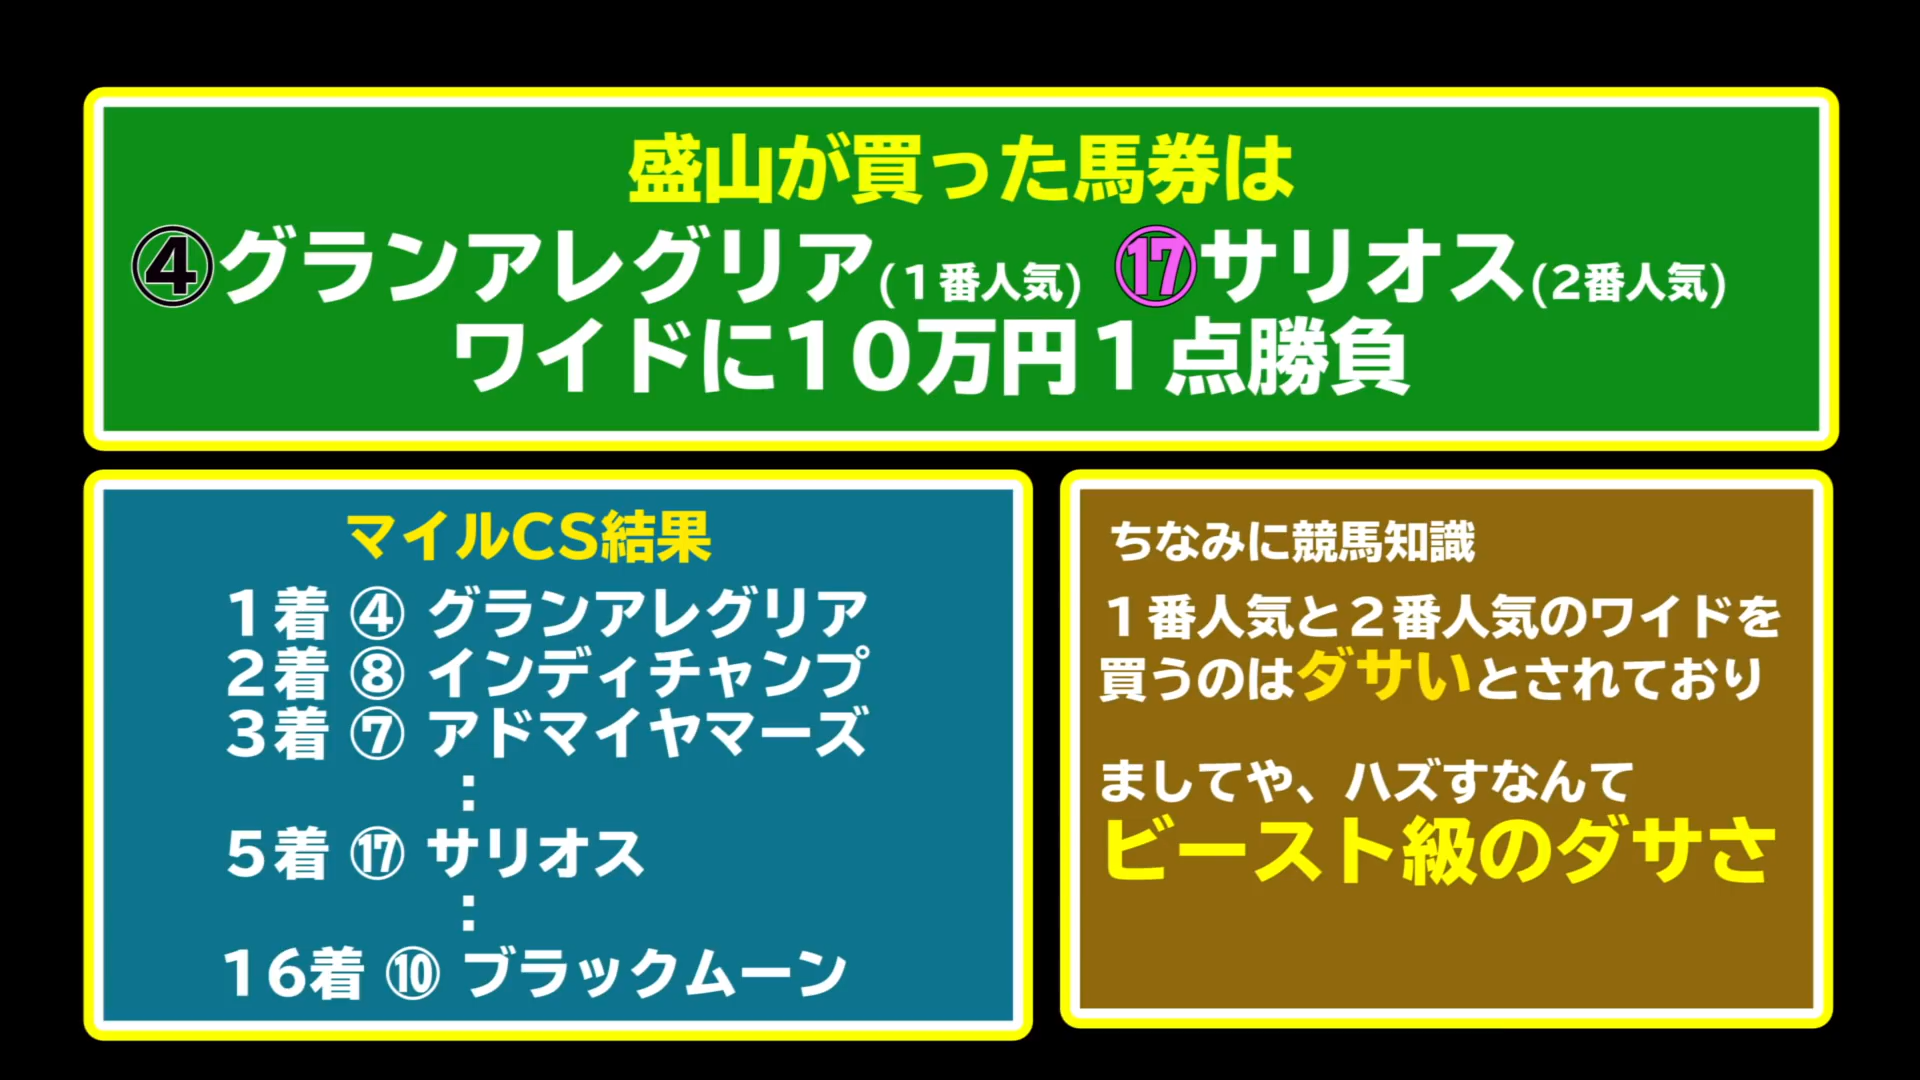 盛山が買った馬券は
④グランアレグリア(１番人気) ⑰サリオス(2番人気)
ワイドに10万円１点勝負
マイルCS結果
１着 ④ グランアレグリア
２着 ⑧ インディチャンプ
３着 ⑦ アドマイヤマーズ
：
５着 ⑰ サリオス
：
16着 ⑩ ブラックムーン
ちなみに競馬知識
１番人気と２番人気のワイドを
買うのはダサいとされており
ましてや、ハズすなんて
ビースト級のダサさ